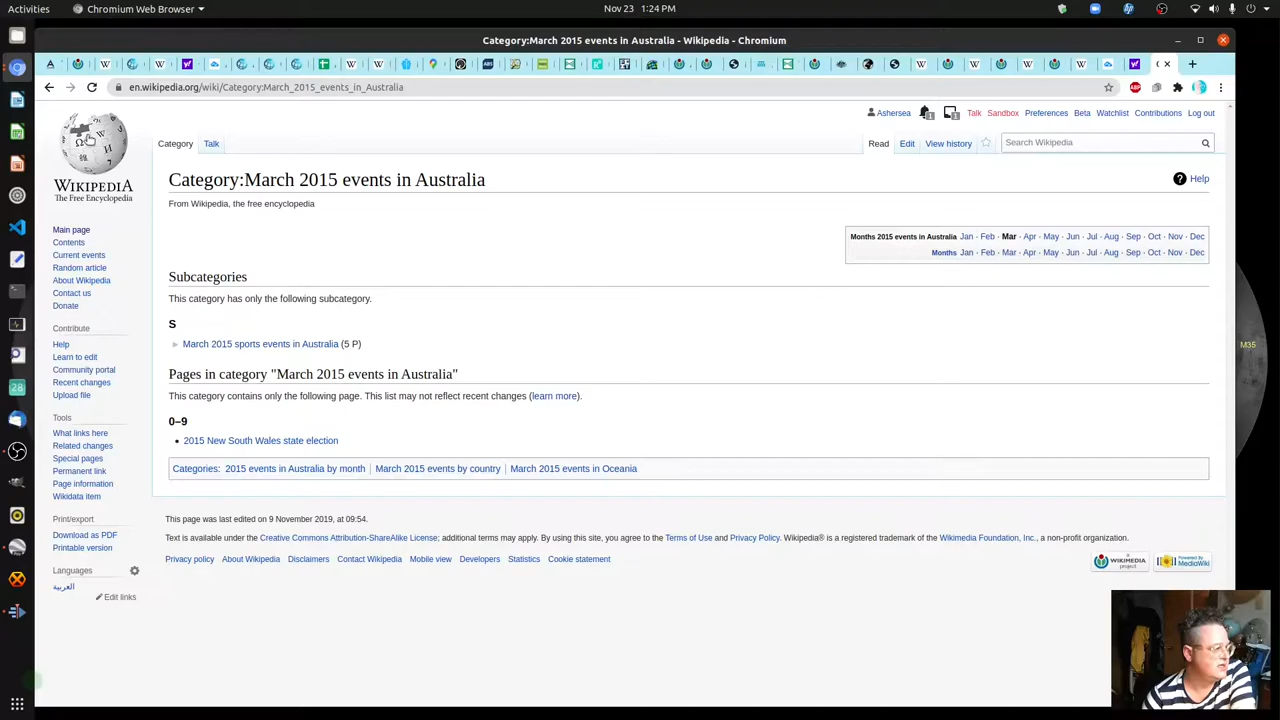 Activities
Chromium Web Browser
Nov 23 1:24 PM
Category:March 2015 events in Australia - Wikipedia - Chromium
en.wikipedia.org/wiki/Category:March_2015_events_in_Australia
Ashersea 1 1 Talk Sandbox Preferences Beta Watchlist Contributions Log out
Category Talk Read Edit View history Search Wikipedia
WIKIPEDIA
The Free Encyclopedia
Main page
Contents
Current events
Random article
About Wikipedia
Contact us
Donate
Contribute
Help
Learn to edit
Community portal
Recent changes
Upload file
Tools
What links here
Related changes
Special pages
Permanent link
Page information
Wikidata item
Print/export
Download as PDF
Printable version
Languages
العربية
Edit links
Category:March 2015 events in Australia
Help
From Wikipedia, the free encyclopedia
Months 2015 events in Australia Jan · Feb · Mar · Apr · May · Jun · Jul · Aug · Sep · Oct · Nov · Dec
Months Jan · Feb · Mar · Apr · May · Jun · Jul · Aug · Sep · Oct · Nov · Dec
Subcategories
This category has only the following subcategory.
S
► March 2015 sports events in Australia (5 P)
Pages in category "March 2015 events in Australia"
This category contains only the following page. This list may not reflect recent changes (learn more).
0–9
• 2015 New South Wales state election
Categories: 2015 events in Australia by month | March 2015 events by country | March 2015 events in Oceania
This page was last edited on 9 November 2019, at 09:54.
Text is available under the Creative Commons Attribution-ShareAlike License; additional terms may apply. By using this site, you agree to the Terms of Use and Privacy Policy. Wikipedia® is a registered trademark of the Wikimedia Foundation, Inc., a non-profit organization.
Privacy policy About Wikipedia Disclaimers Contact Wikipedia Mobile view Developers Statistics Cookie statement
WIKIMEDIA
project
Powered By
MediaWiki
M35
28